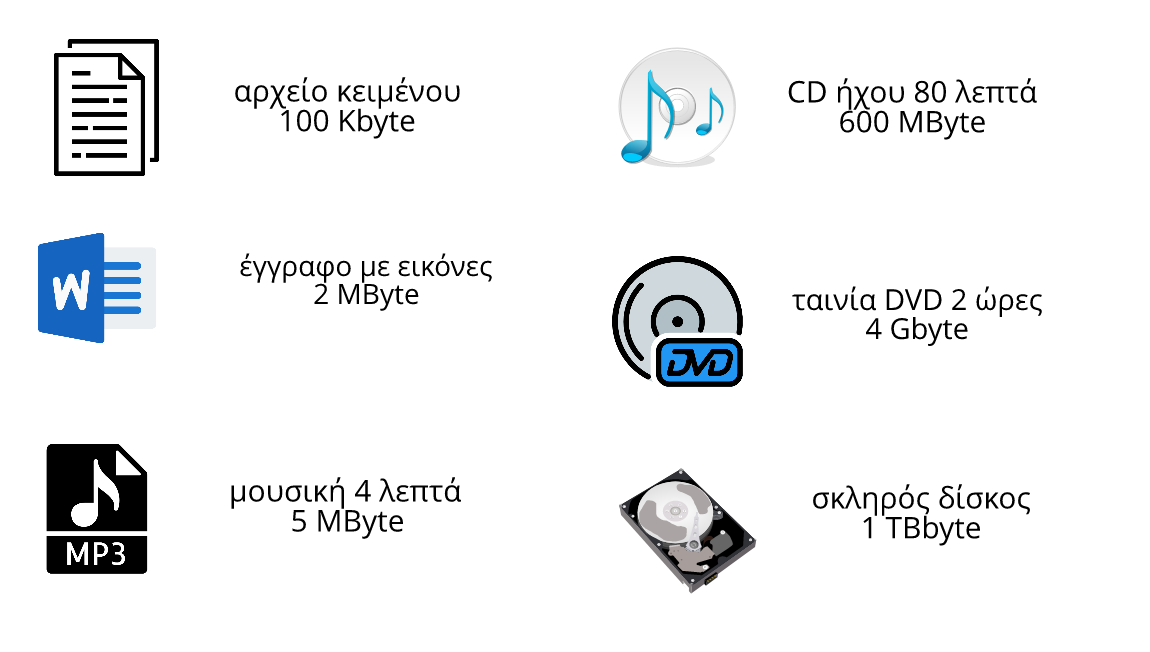 αρχείο κειμένου
100 Kbyte
W
έγγραφο με εικόνες
2 MByte
MP3
μουσική 4 λεπτά
5 MByte
CD ήχου 80 λεπτά
600 MByte
DVD
ταινία DVD 2 ώρες
4 Gbyte
σκληρός δίσκος
1 TBbyte